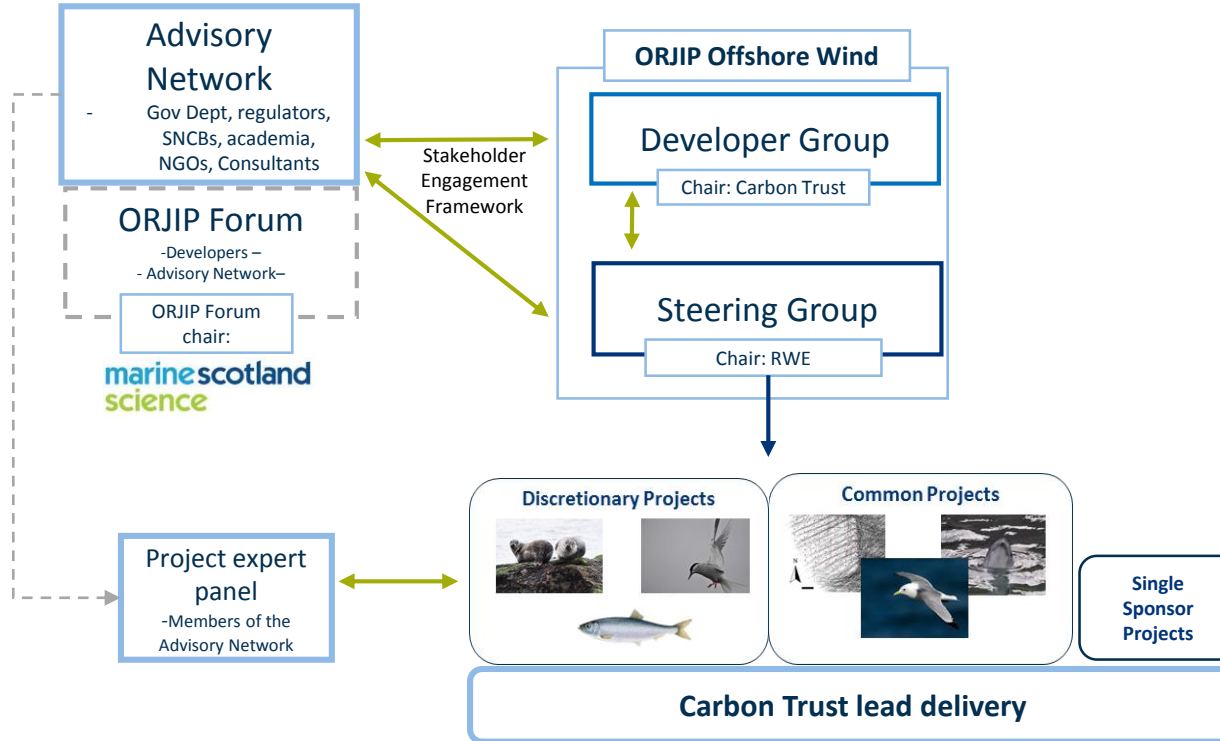 Advisory
Network
- Gov Dept, regulators,
SNCBs, academia,
NGOs, Consultants
ORJIP Forum
-Developers –
- Advisory Network–
ORJIP Forum
chair:
marinescotland
science
Stakeholder
Engagement
Framework
ORJIP Offshore Wind
Developer Group
Chair: Carbon Trust
Steering Group
Chair: RWE
Project expert
panel
-Members of the
Advisory Network
Discretionary Projects
Common Projects
Single
Sponsor
Projects
Carbon Trust lead delivery